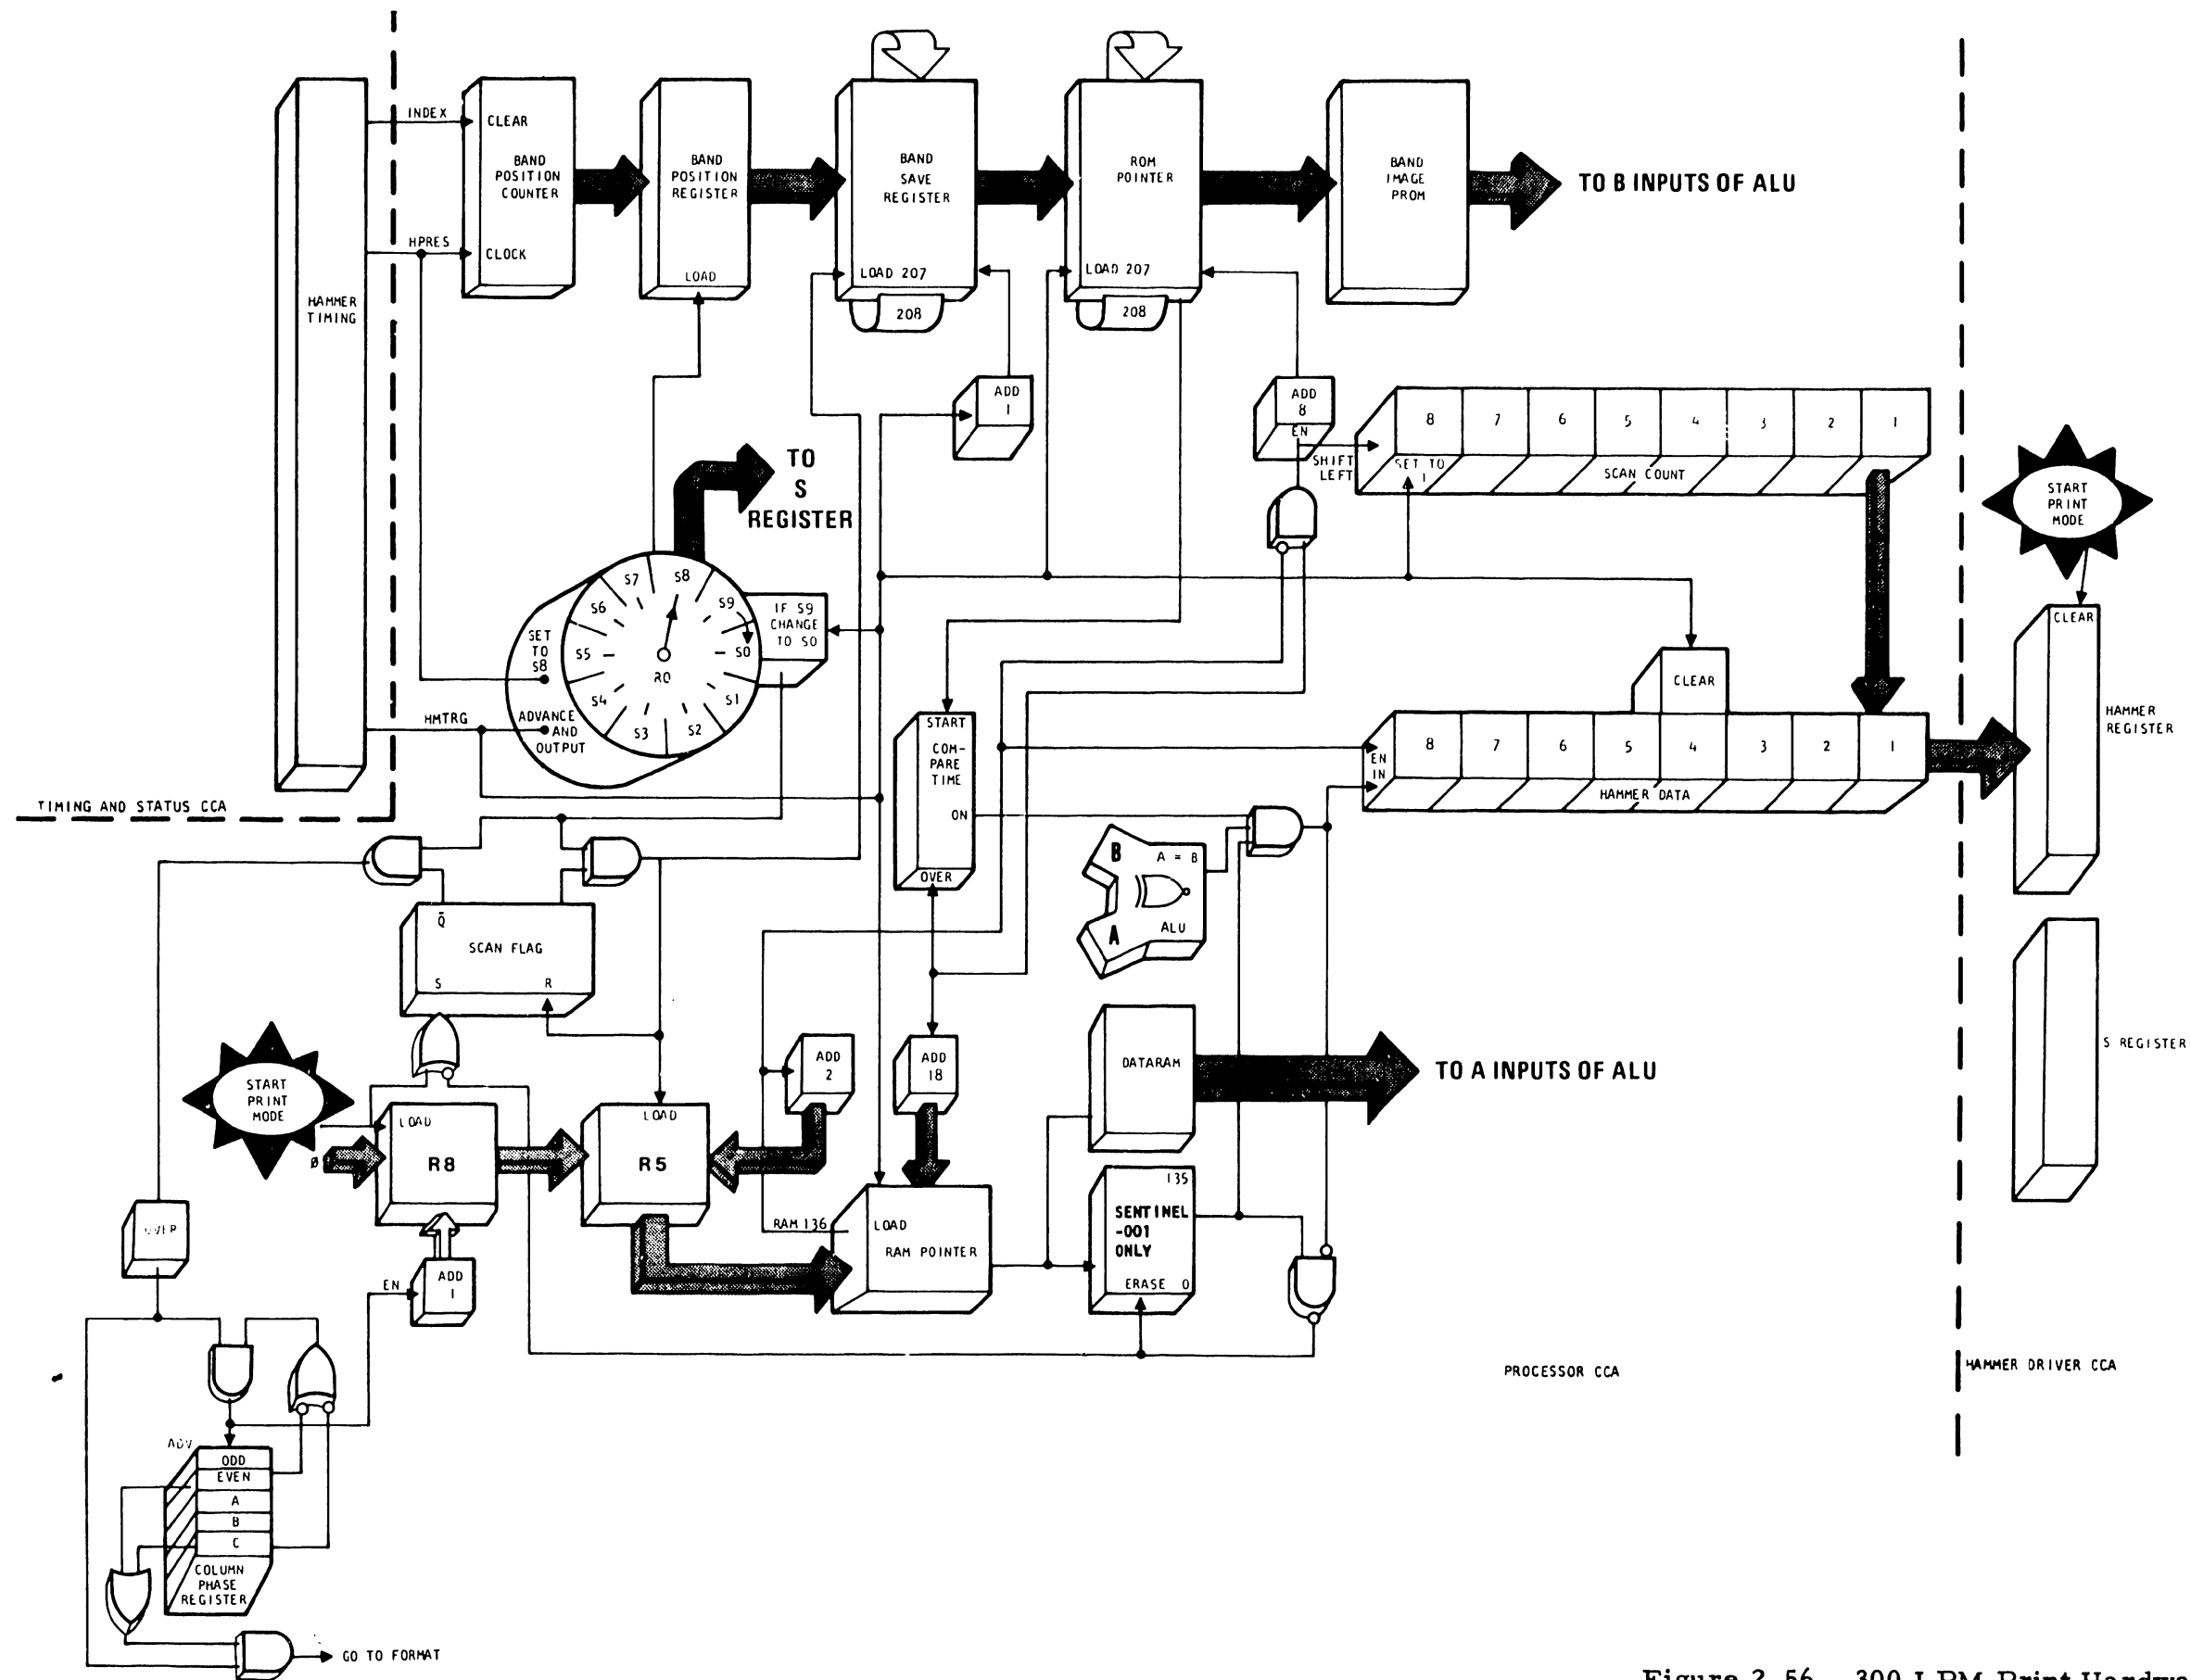 INDEX
CLEAR
BAND
POSITION
COUNTER
HPRES
CLOCK
HAMMER
TIMING
BAND
POSITION
REGISTER
LOAD
BAND
SAVE
REGISTER
LOAD 207
208
ROM
POINTER
LOAD 207
208
BAND
IMAGE
PROM
TO B INPUTS OF ALU
ADD
1
ADD
8
EN
SHIFT
LEFT
8 7 6 5 4 3 2 1
SET TO
1
SCAN COUNT
START
PRINT
MODE
TO
S
REGISTER
S7 S8
S6 S9
S5 S0
S4 S1
S3 S2
R0
SET
TO
S8
ADVANCE
AND
OUTPUT
IF S9
CHANGE
TO S0
HMTRG
TIMING AND STATUS CCA
CLEAR
HAMMER
REGISTER
CLEAR
START
COM-
PARE
TIME
ON
OVER
8 7 6 5 4 3 2 1
EN
IN
HAMMER DATA
B A = B
A ALU
Q̄
SCAN FLAG
S R
S REGISTER
START
PRINT
MODE
LOAD
Ø
R8
LOAD
R5
ADD
2
ADD
18
DATARAM
TO A INPUTS OF ALU
RAM 136
LOAD
RAM POINTER
135
SENTINEL
-001
ONLY
ERASE 0
EN
ADD
1
PROCESSOR CCA
HAMMER DRIVER CCA
ADV
ODD
EVEN
A
B
C
COLUMN
PHASE
REGISTER
GO TO FORMAT